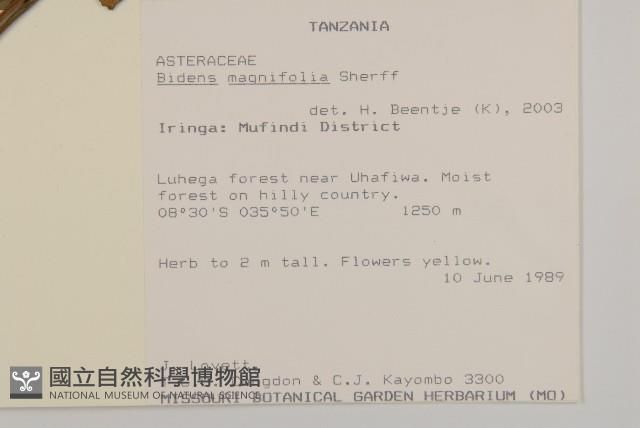 TANZANIA
ASTERACEAE
Bidens magnifolia Sherff
det. H. Beentje (K), 2003
Iringa: Mufindi District
Luhega forest near Uhafiwa. Moist
forest on hilly country.
08°30'S 035°50'E 1250 m
Herb to 2 m tall. Flowers yellow.
10 June 1989
J. Lovett,
& C.J. Kayombo 3300
MISSOURI BOTANICAL GARDEN HERBARIUM (MO)
國立自然科學博物館
NATIONAL MUSEUM OF NATURAL SCIENCE